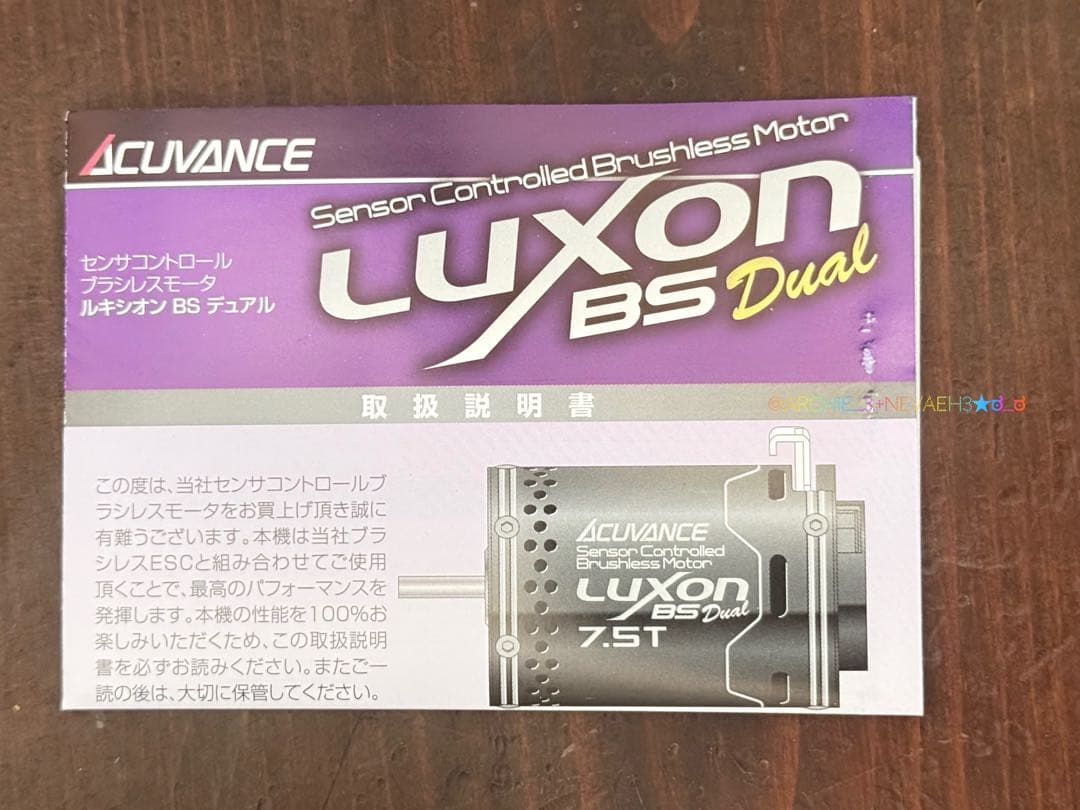 ACUVANCE
Sensor Controlled Brushless Motor
LUXON
BS Dual
センサコントロール
ブラシレスモータ
ルキシオン BS デュアル
取扱説明書
この度は、当社センサコントロールブ
ラシレスモータをお買上げ頂き誠に
有難うございます。本機は当社ブラ
シレスESCと組み合わせてご使用
頂くことで、最高のパフォーマンスを
発揮します。本機の性能を100%お
楽しみいただくため、この取扱説明
書を必ずお読みください。またご一
読の後は、大切に保管してください。
ACUVANCE
Sensor Controlled
Brushless Motor
LUXON
BS Dual
7.5T